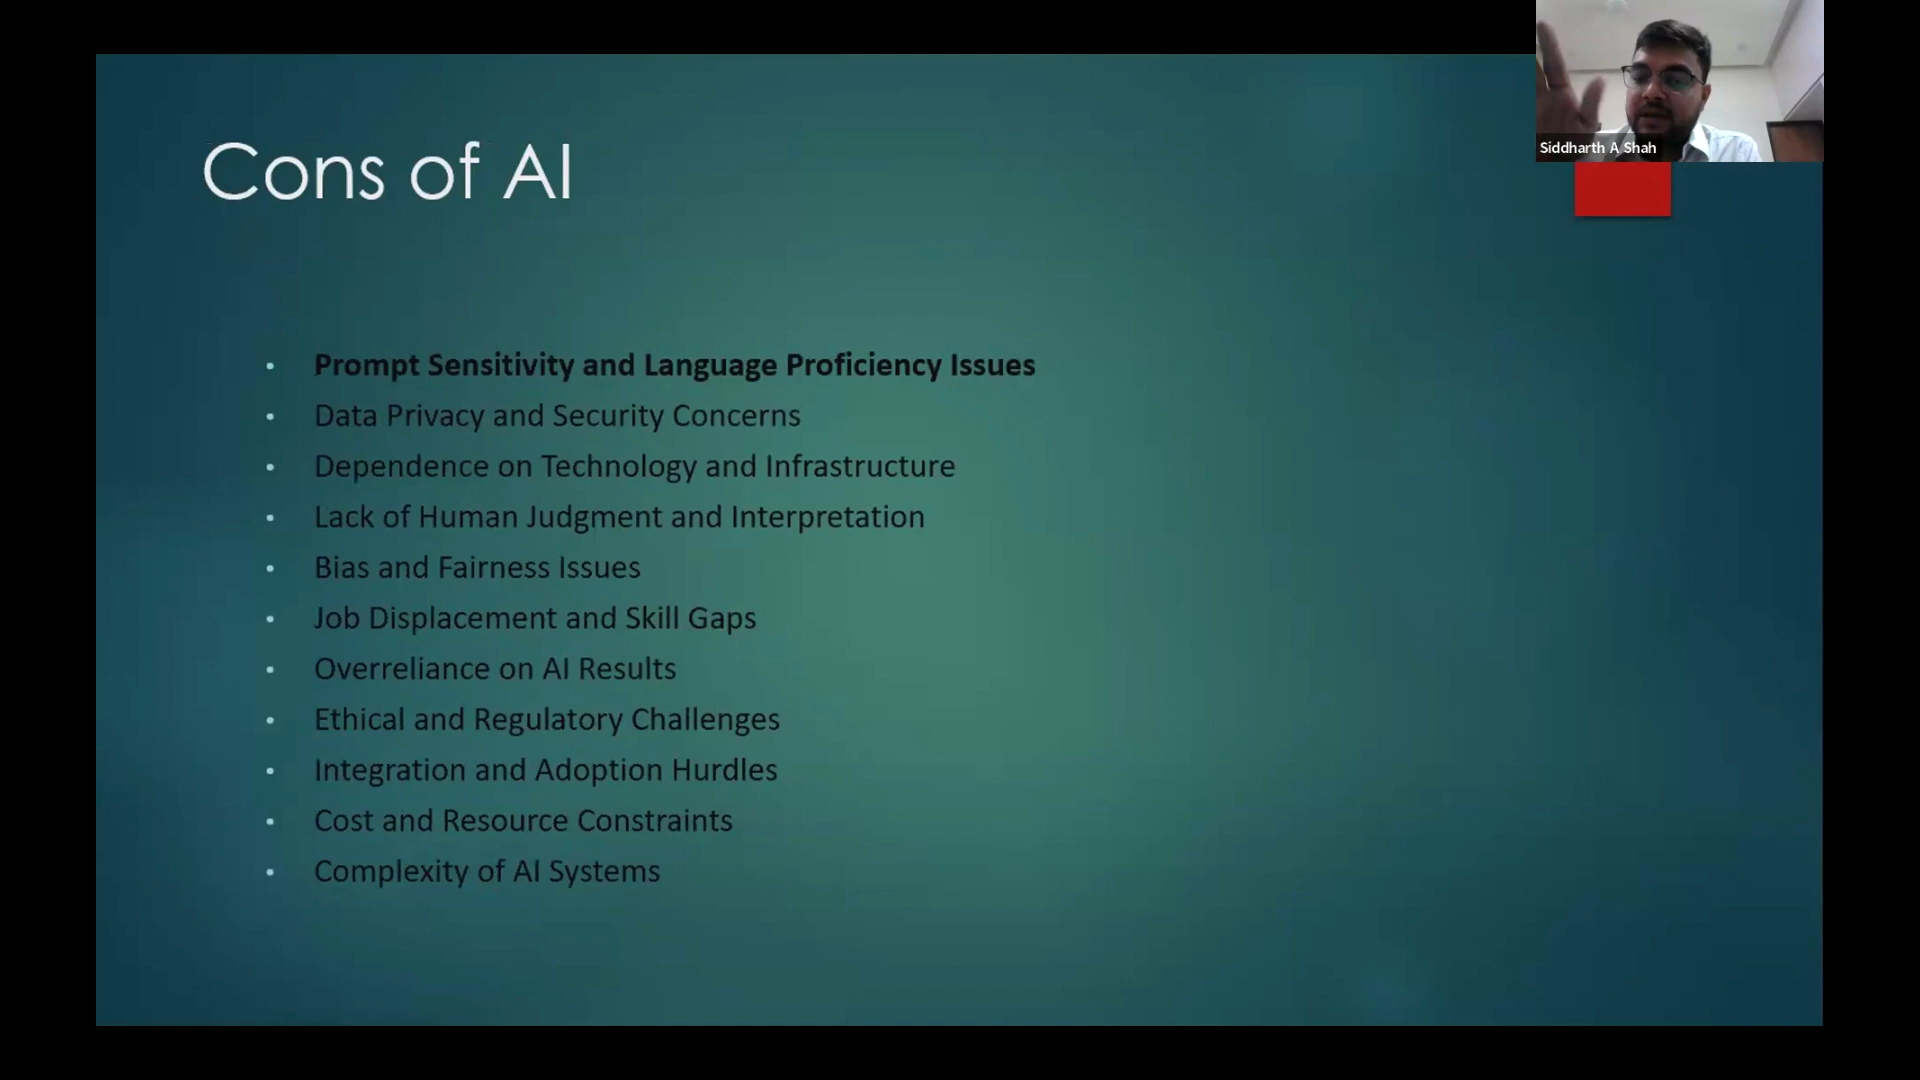 Siddharth A Shah
Cons of AI
Prompt Sensitivity and Language Proficiency Issues
Data Privacy and Security Concerns
Dependence on Technology and Infrastructure
Lack of Human Judgment and Interpretation
Bias and Fairness Issues
Job Displacement and Skill Gaps
Overreliance on AI Results
Ethical and Regulatory Challenges
Integration and Adoption Hurdles
Cost and Resource Constraints
Complexity of AI Systems